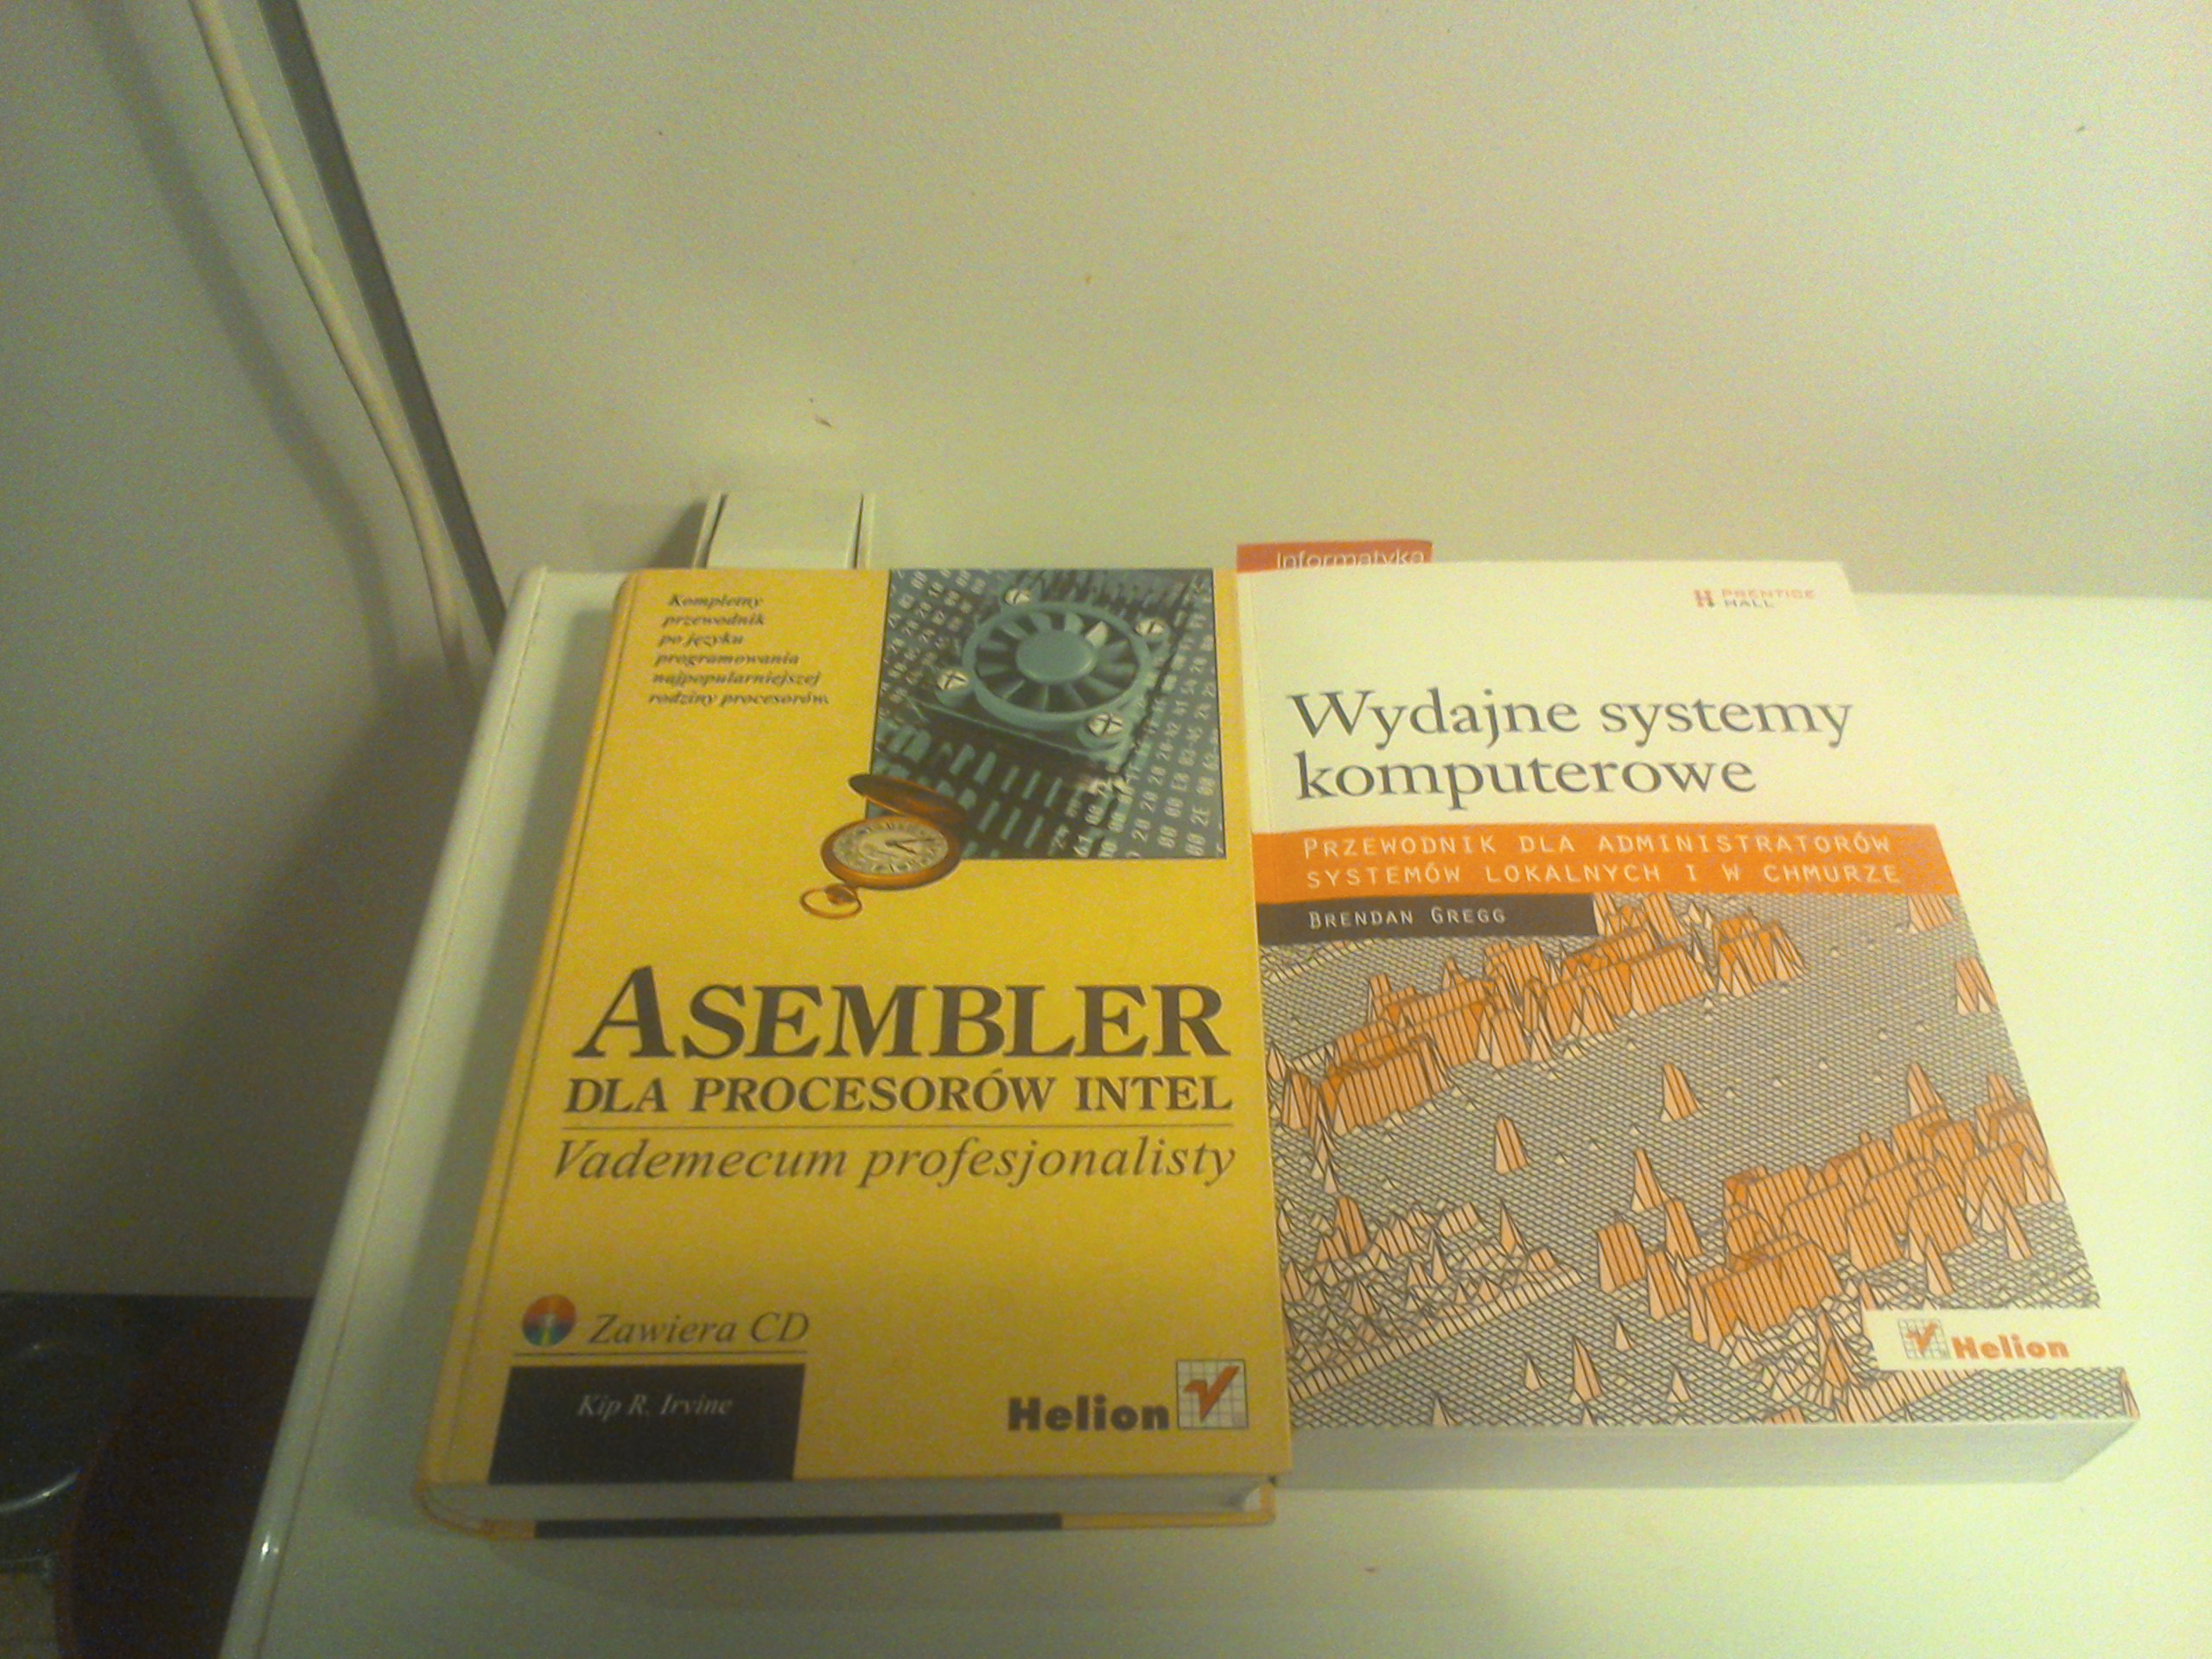 Kompletny
przewodnik
po języku
programowania
najpopularniejszej
rodziny procesorów.
ASEMBLER
DLA PROCESORÓW INTEL
Vademecum profesjonalisty
Zawiera CD
Kip R. Irvine
Helion
Informatyka
PRENTICE
HALL
Wydajne systemy
komputerowe
PRZEWODNIK DLA ADMINISTRATORÓW
SYSTEMÓW LOKALNYCH I W CHMURZE
BRENDAN GREGG
Helion